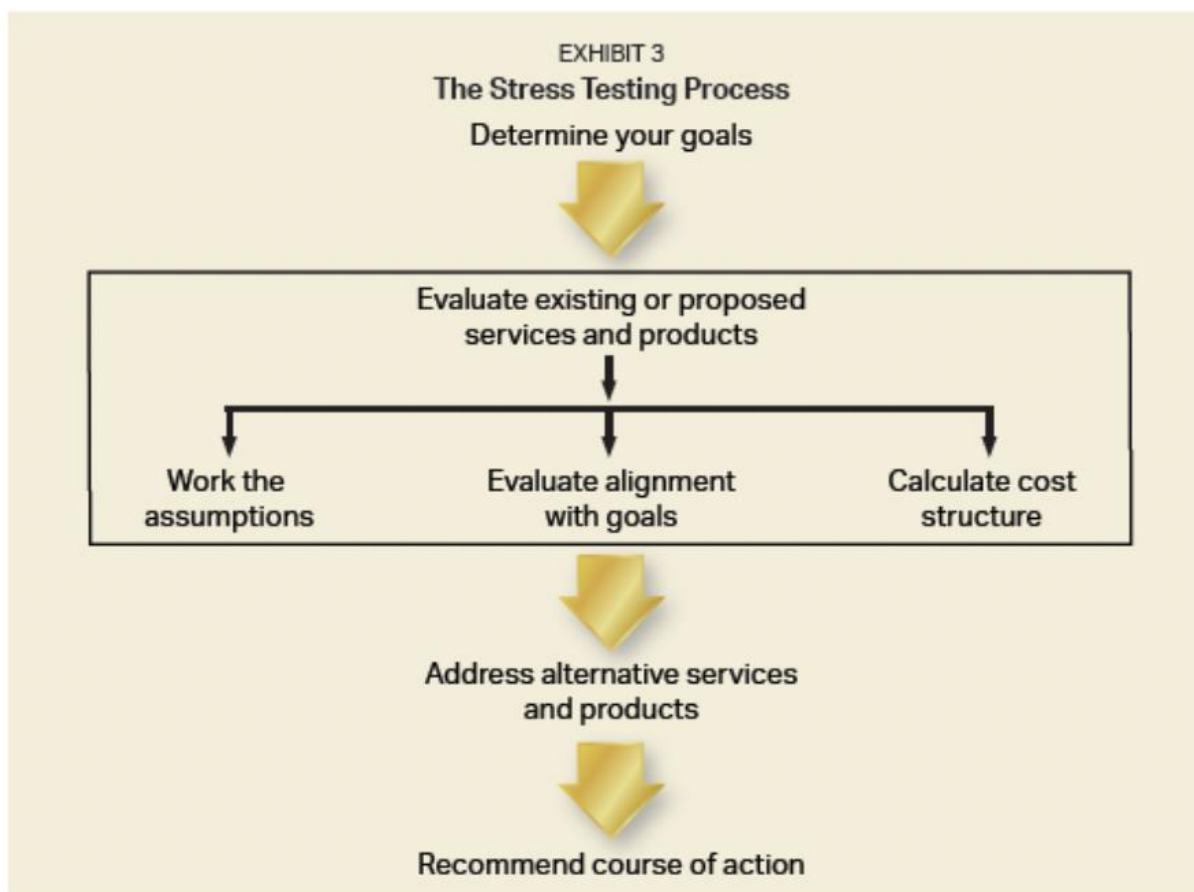 EXHIBIT 3
The Stress Testing Process
Determine your goals
Evaluate existing or proposed
services and products
Work the
assumptions
Evaluate alignment
with goals
Calculate cost
structure
Address alternative services
and products
Recommend course of action